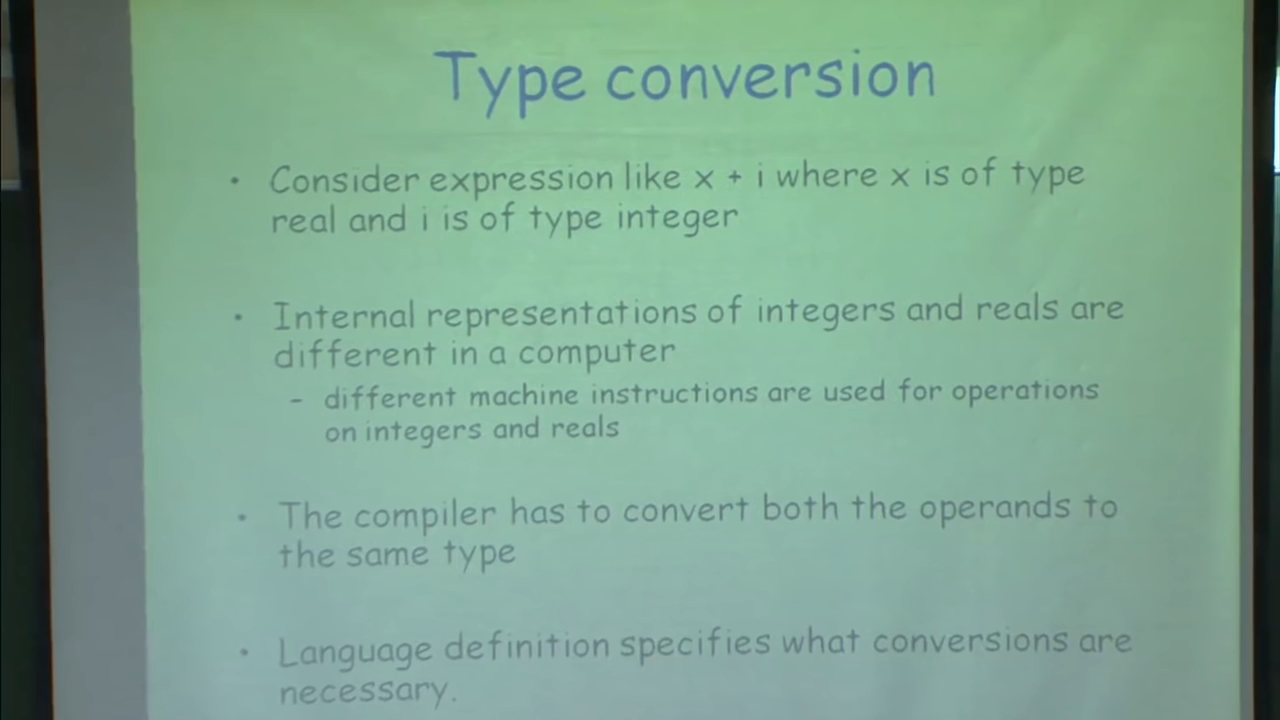 Type conversion
• Consider expression like x + i where x is of type
real and i is of type integer
• Internal representations of integers and reals are
different in a computer
- different machine instructions are used for operations
on integers and reals
• The compiler has to convert both the operands to
the same type
• Language definition specifies what conversions are
necessary.